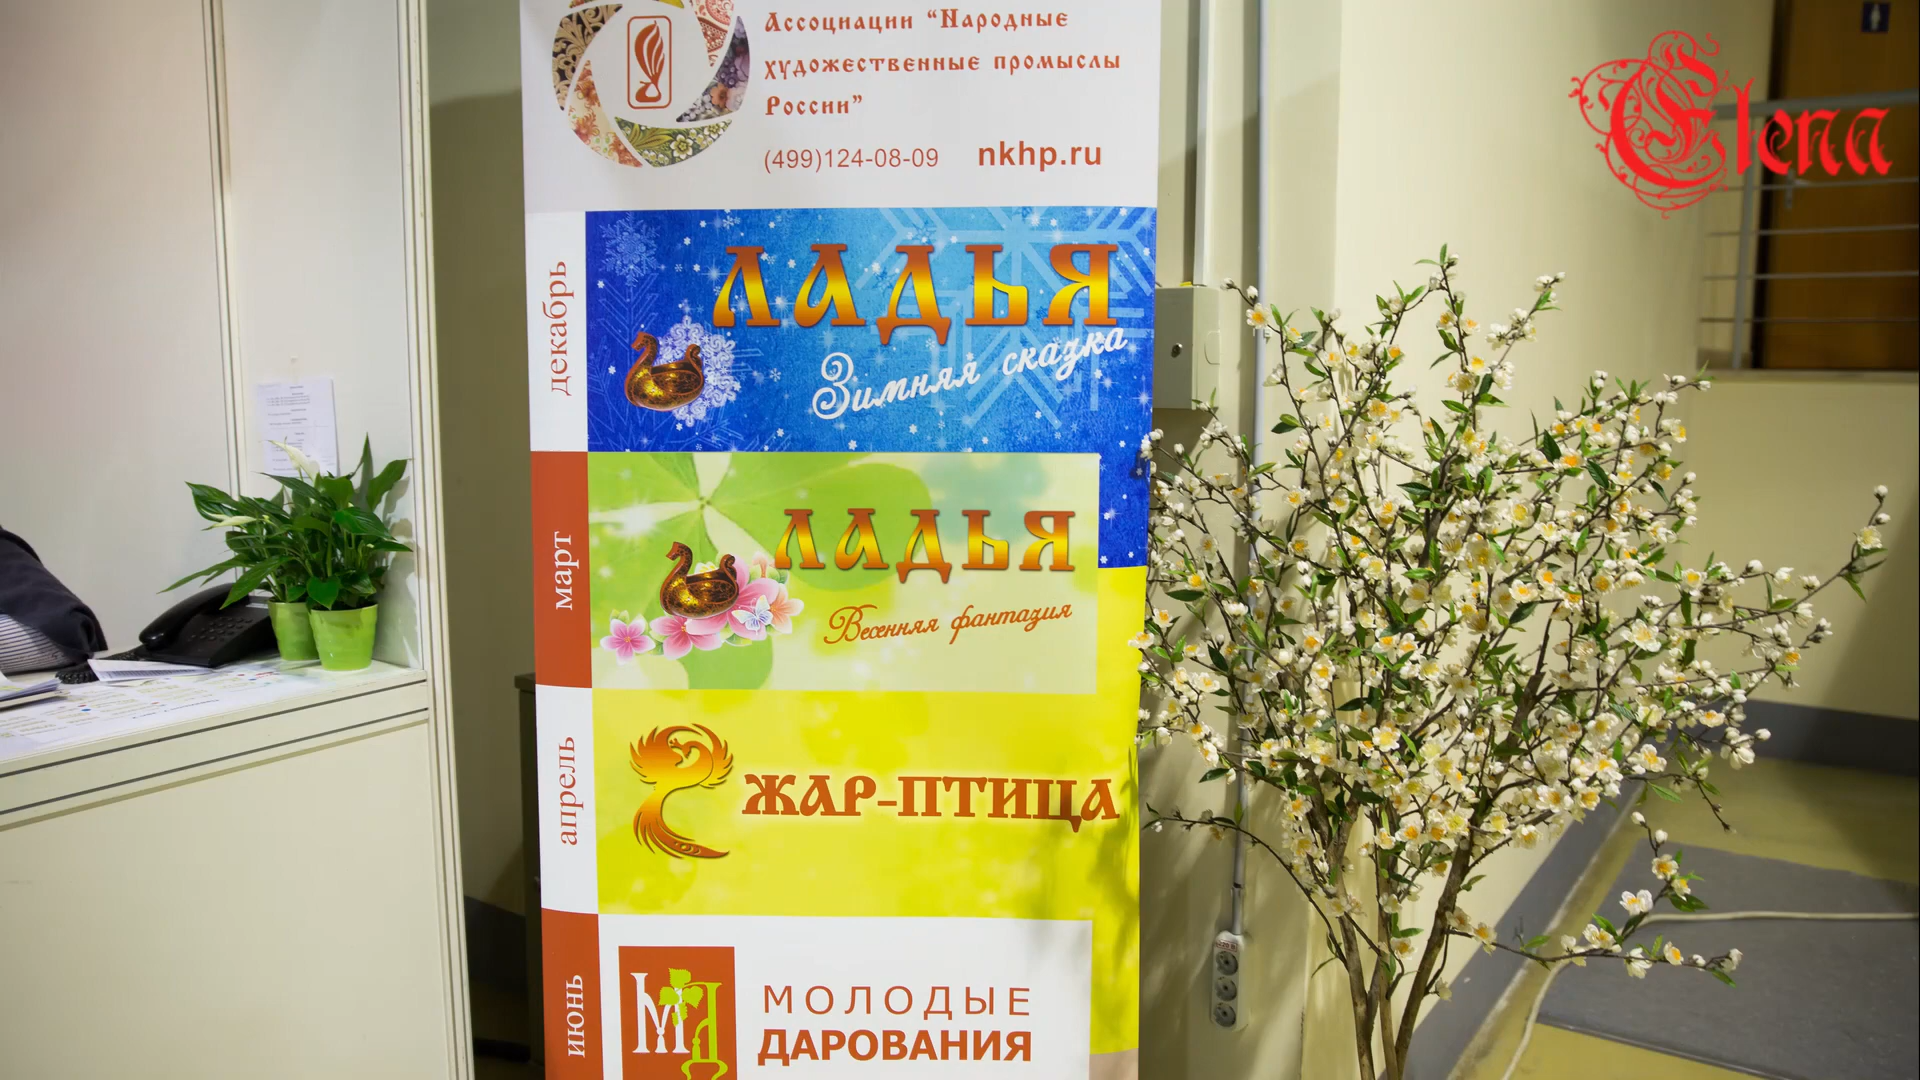 Ассоциации “Народные
художественные промыслы
России”
(499)124-08-09 nkhp.ru
Elena
декабрь
ЛАДЬЯ
Зимняя сказка
март
ЛАДЬЯ
Весенняя фантазия
апрель
ЖАР-ПТИЦА
июнь
МД
МОЛОДЫЕ
ДАРОВАНИЯ